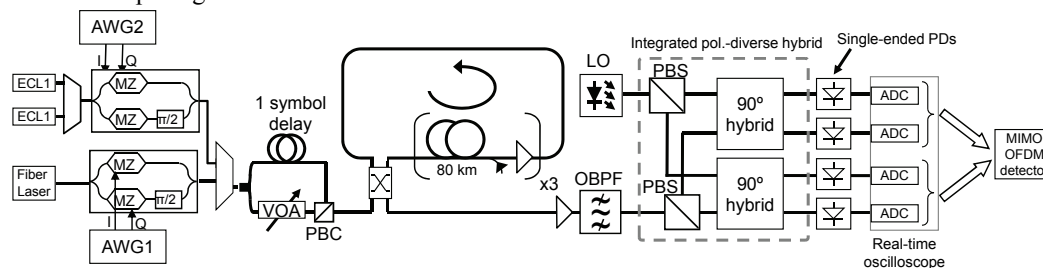 AWG2
I
Q
ECL1
ECL1
MZ
MZ
π/2
Fiber
Laser
MZ
MZ
π/2
I
Q
AWG1
1 symbol
delay
VOA
PBC
80 km
x3
OBPF
LO
Integrated pol.-diverse hybrid
PBS
PBS
90º
hybrid
90º
hybrid
Single-ended PDs
ADC
ADC
ADC
ADC
Real-time
oscilloscope
MIMO
OFDM
detector